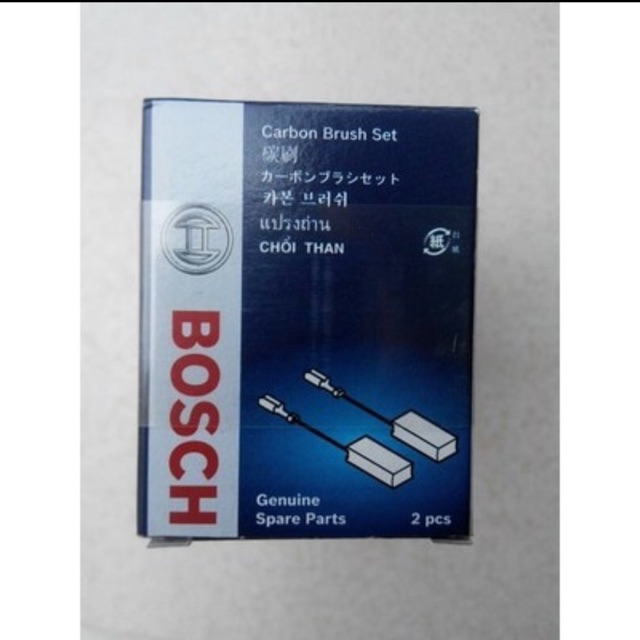 Carbon Brush Set
碳刷
カーボンブラシセット
카본 브러쉬
แปรงถ่าน
CHỔI THAN
紙
BOSCH
Genuine
Spare Parts
2 pcs